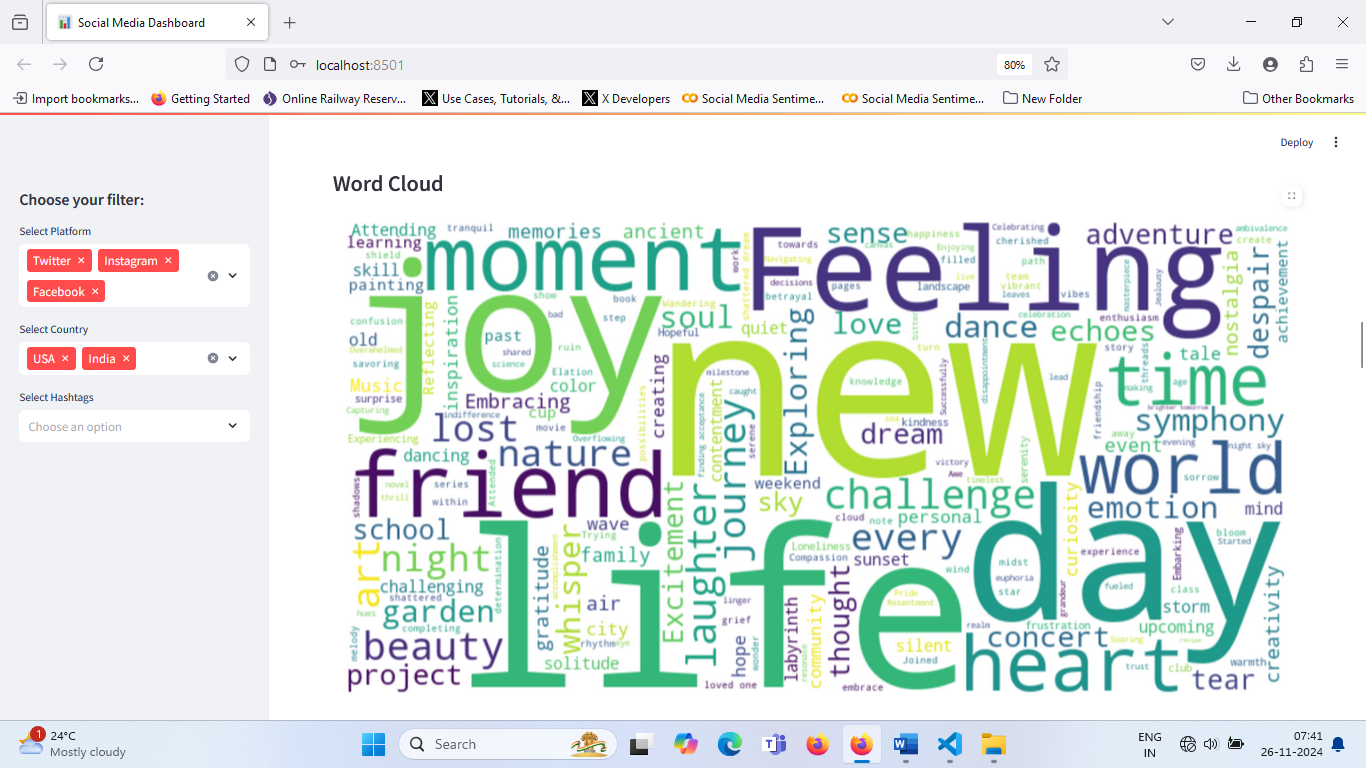 Social Media Dashboard
localhost:8501
80%
Import bookmarks...
Getting Started
Online Railway Reserv...
Use Cases, Tutorials, &...
X Developers
Social Media Sentime...
Social Media Sentime...
New Folder
Other Bookmarks
Deploy
Choose your filter:
Select Platform
Twitter
Instagram
Facebook
Select Country
USA
India
Select Hashtags
Choose an option
Word Cloud
Attending
tranquil
memories
ancient
learning
shield
moment
skill
painting
work
shattered dream
Feeling
towards
canvas
Navigating
decisions
betrayal
pages
sense
happiness
Enjoying
filled
live
landscape
Celebrating
cherished
path
team
vibrant
leaves
vibes
adventure
masterpiece
Jealousy
enthusiasm
ambivalence
create
nostalgia
despair
achievement
confusion
old
Overwhelmed
savoring
Music
surprise
Capturing
Experiencing
Reflecting
inspiration
joy
show
bad
book
step
past
shared
science
ruin
Elation
color
Embracing
indifference
cup
movie
Overflowing
Wandering
soul
Hopeful
quiet
Exploring
love
bitter
dance
celebration
echoes
story
threads
making
tale
age
brighter tomorrow
time
symphony
possibilities
creating
milestone
caught
contentment
finding acceptance
serene
journey
new
knowledge
sea
kindness
dream
turn
Successfully
disappointment
lead
victory
Awe
timeless
serenity
friendship
away
event
evening
night sky
world
sorrow
lost
dancing
nature
novel
thrill
series
within
Attended
shadows
friend
weekend
sky
challenge
cloud
note
personal
curiosity
emotion
mind
school
wave
Trying
family
night
art
challenging
shattered
hues
garden
completing
determination
gratitude
whisper
accomplishment
air
city
rhythm
eye
solitude
life
Excitement
laughter
linger
grief
hope
wonder
loved one
labyrinth
resonate
community
thought
embrace
Loneliness
Compassion
every
sunset
wind
Pride
Resentment
silent
Joined
realm
midst
euphoria
star
day
grandeur
experience
fueled
Embarking
class
storm
bloom
Started
frustration
Soaring
upcoming
recipe
concert
heart
trust
club
warmth
tear
creativity
melody
beauty
project
24°C
Mostly cloudy
1
Search
ENG
IN
07:41
26-11-2024